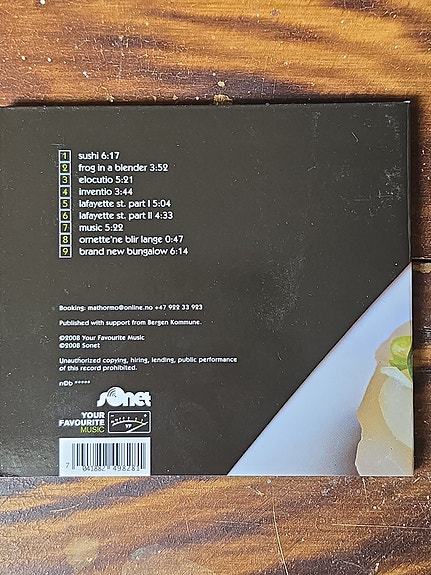 1 sushi 6:17
2 frog in a blender 3:52
3 elocutio 5:21
4 inventio 3:44
5 lafayette st. part I 5:04
6 lafayette st. part II 4:33
7 music 5:22
8 ornette'ne blir lange 0:47
9 brand new bungalow 6:14
Booking: mathormo@online.no +47 922 33 923
Published with support from Bergen Kommune.
©2008 Your Favourite Music
©2008 Sonet
Unauthorized copying, hiring, lending, public performance
of this record prohibited.
n©b *****
sonet
YOUR
FAVOURITE
MUSIC
YF
7 041882 498281